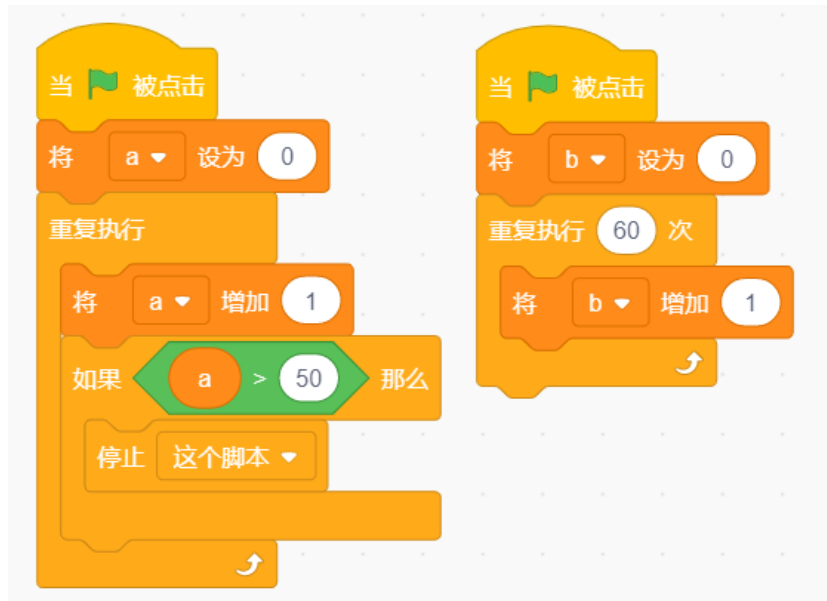 当 被点击
将 a 设为 0
重复执行
将 a 增加 1
如果 a > 50 那么
停止 这个脚本
当 被点击
将 b 设为 0
重复执行 60 次
将 b 增加 1